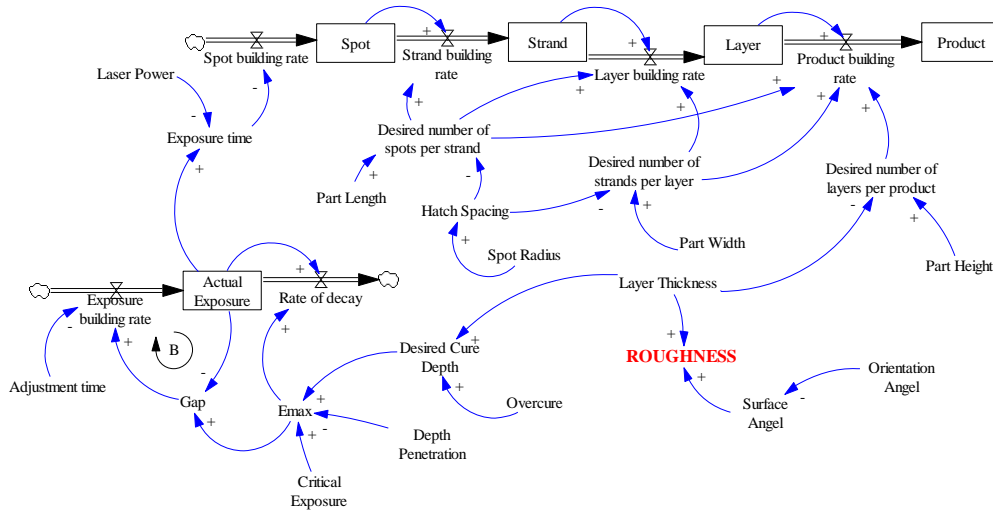 Spot
Strand
Layer
Product
Spot building rate
Strand building
rate
Layer building rate
Product building
rate
Laser Power
Exposure time
Desired number of
spots per strand
Part Length
Desired number of
strands per layer
Desired number
of layers per product
Hatch Spacing
Spot Radius
Part Width
Part Height
Actual
Exposure
Rate of decay
Exposure
building rate
Layer Thickness
B
Adjustment time
Gap
Emax
Desired Cure
Depth
Overcure
Depth
Penetration
Critical
Exposure
ROUGHNESS
Orientation
Angel
Surface
Angel
+
+
+
+
-
-
+
+
+
+
+
+
+
+
-
-
+
-
+
+
+
-
+
+
-
+
+
-
+
+
+
+
-
+
+
-